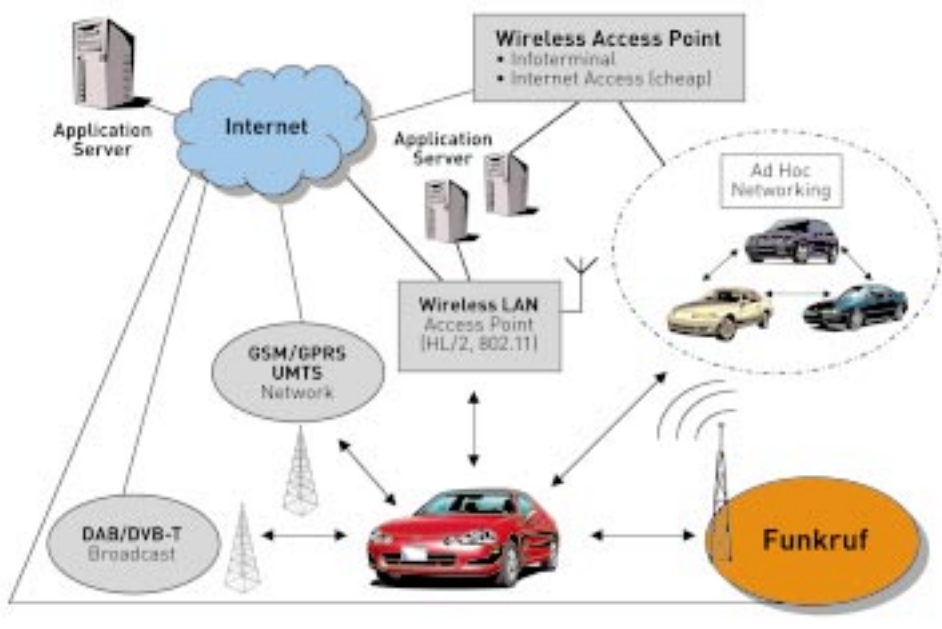 Wireless Access Point
• Infoterminal
• Internet Access (cheap)
Application
Server
Internet
Application
Server
Ad Hoc
Networking
Wireless LAN
Access Point
(HL/2, 802.11)
GSM/GPRS
UMTS
Network
DAB/DVB-T
Broadcast
Funkruf